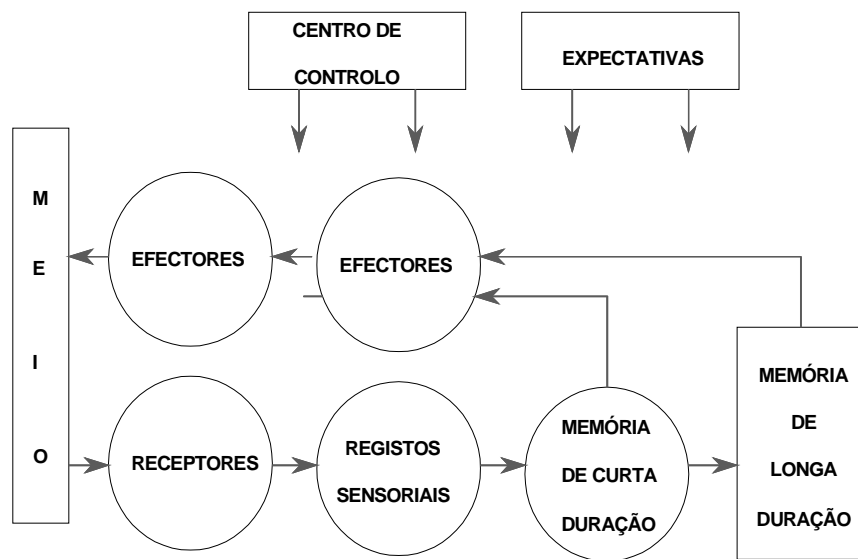 CENTRO DE
CONTROLO
EXPECTATIVAS
M
E
I
O
EFECTORES
EFECTORES
RECEPTORES
REGISTOS
SENSORIAIS
MEMÓRIA
DE CURTA
DURAÇÃO
MEMÓRIA
DE
LONGA
DURAÇÃO